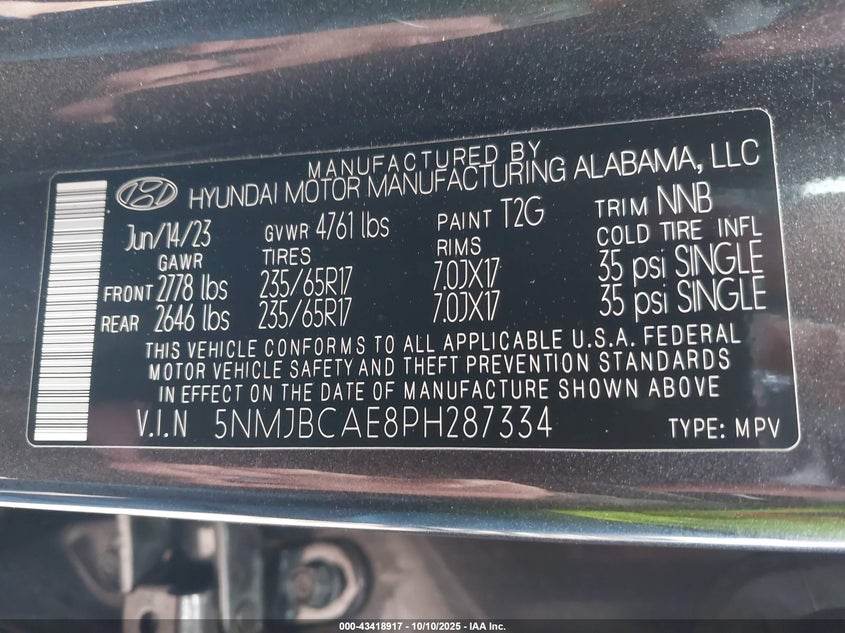 MANUFACTURED BY
HYUNDAI MOTOR MANUFACTURING ALABAMA, LLC
Jun/14/23 GVWR 4761 lbs PAINT T2G TRIM NNB
GAWR TIRES RIMS COLD TIRE INFL
FRONT 2778 lbs 235/65R17 7.0JX17 35 psi SINGLE
REAR 2646 lbs 235/65R17 7.0JX17 35 psi SINGLE
THIS VEHICLE CONFORMS TO ALL APPLICABLE U.S.A. FEDERAL
MOTOR VEHICLE SAFETY AND THEFT PREVENTION STANDARDS
IN EFFECT ON THE DATE OF MANUFACTURE SHOWN ABOVE
V.I.N 5NMJBCAE8PH287334 TYPE: MPV
000-43418917 - 10/10/2025 - IAA Inc.